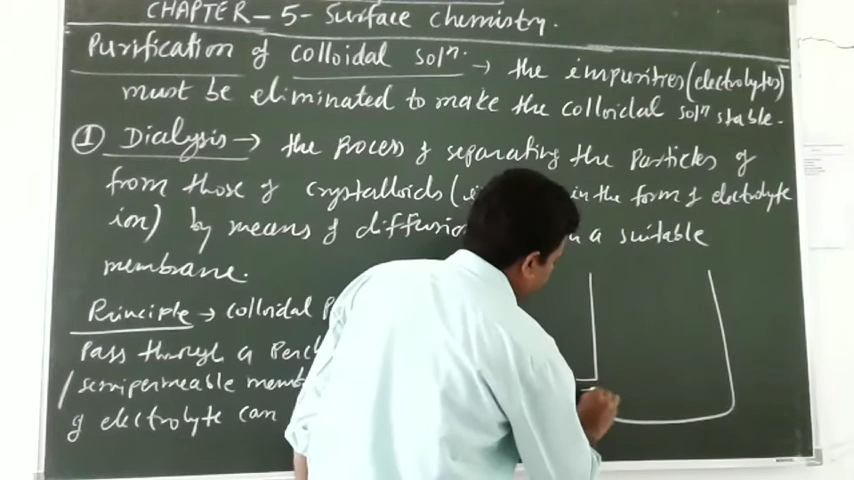 CHAPTER - 5 - Surface chemistry.
Purification of colloidal solⁿ. → the impurities (electrolytes)
must be eliminated to make the colloidal solⁿ stable.
① Dialysis → the Process of separating the Particles of
from those of crystalloids ( in the form of electrolyte
ion) by means of diffusion a suitable
membrane.
Principle → colloidal
Pass through a
/semipermeable
of electrolyte can